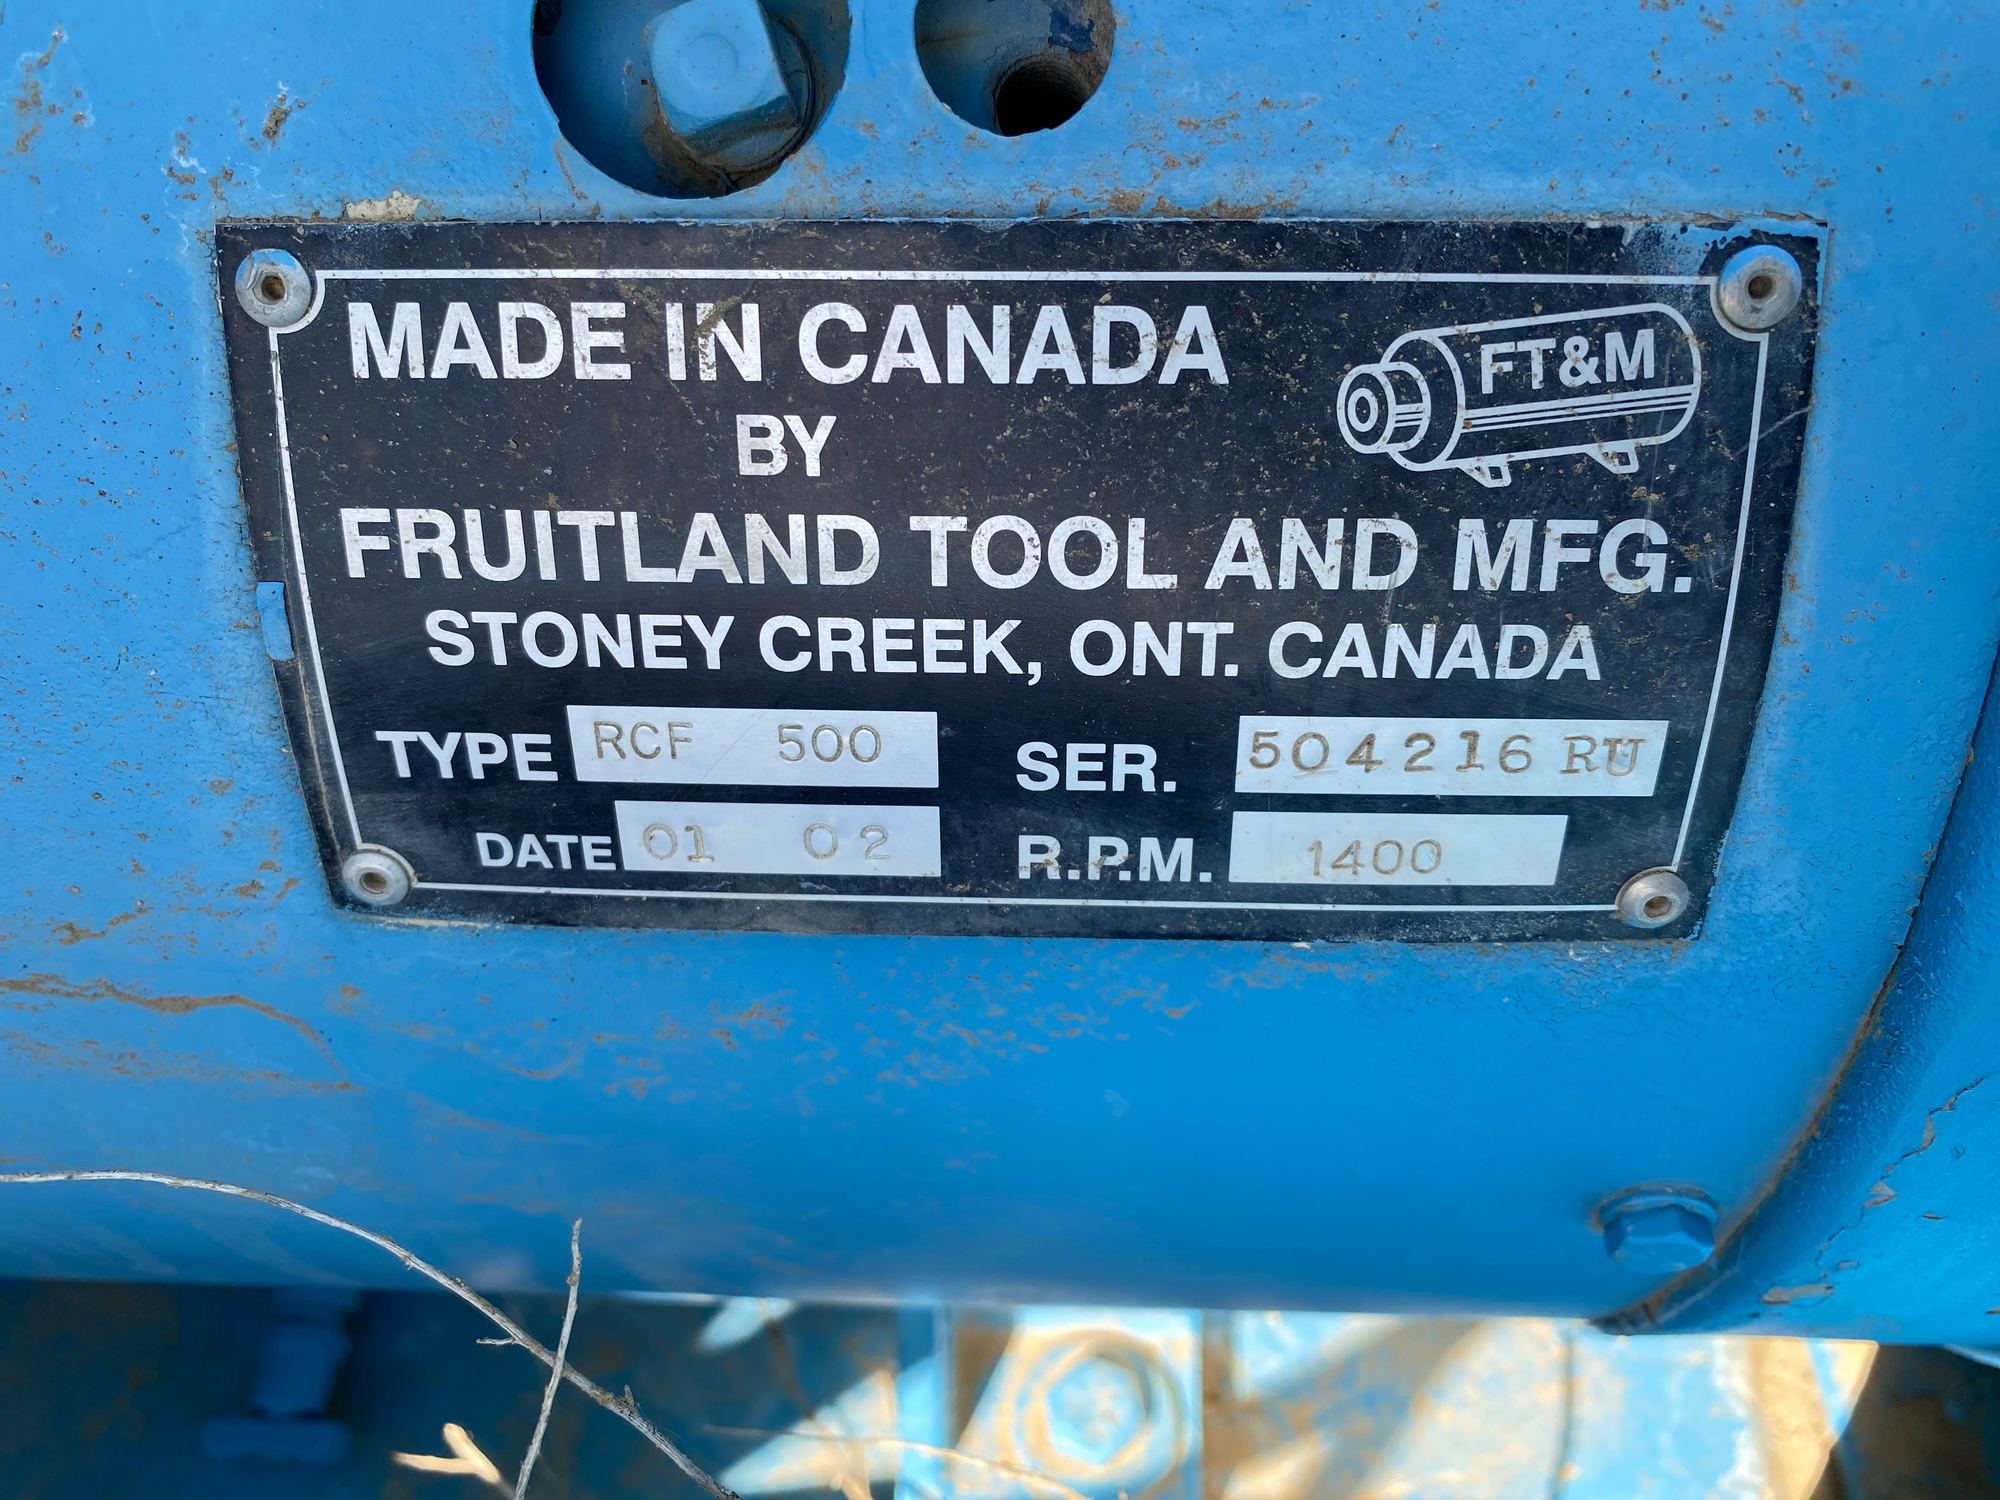 MADE IN CANADA
FT&M
BY
FRUITLAND TOOL AND MFG.
STONEY CREEK, ONT. CANADA
TYPE RCF 500 SER. 504216 RU
DATE 01 02 R.P.M. 1400